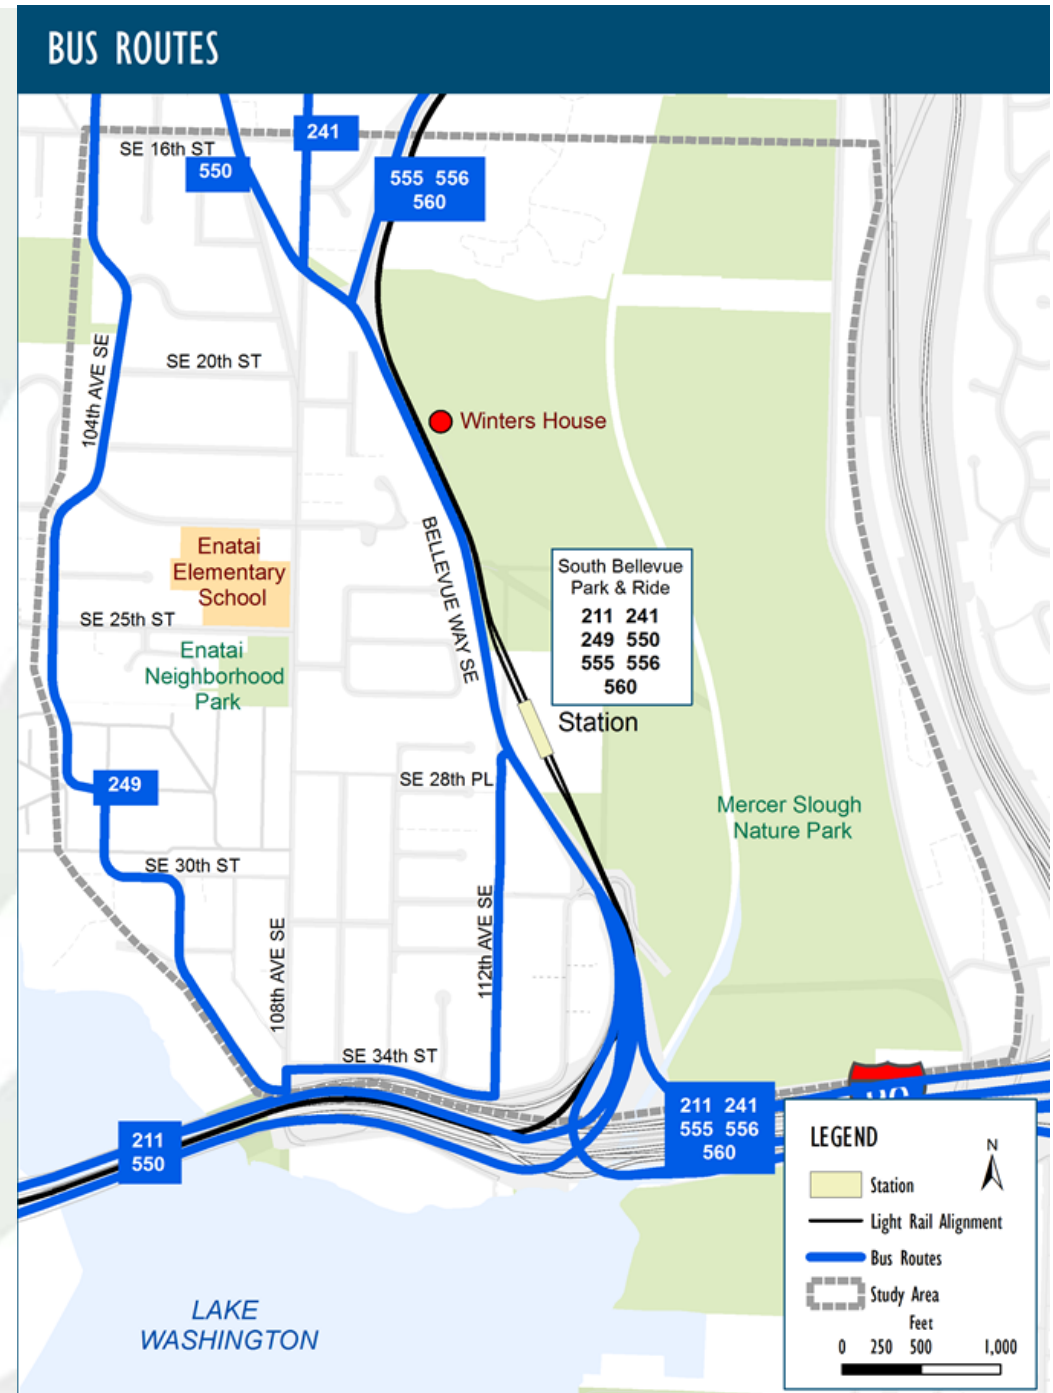 BUS ROUTES
SE 16th ST
241
550
555 556
560
104th AVE SE
SE 20th ST
Winters House
BELLEVUE WAY SE
Enatai
Elementary
School
SE 25th ST
Enatai
Neighborhood
Park
South Bellevue
Park & Ride
211 241
249 550
555 556
560
Station
249
SE 28th PL
Mercer Slough
Nature Park
SE 30th ST
108th AVE SE
112th AVE SE
SE 34th ST
211
550
211 241
555 556
560
LEGEND
N
Station
Light Rail Alignment
Bus Routes
Study Area
Feet
0 250 500 1,000
LAKE
WASHINGTON